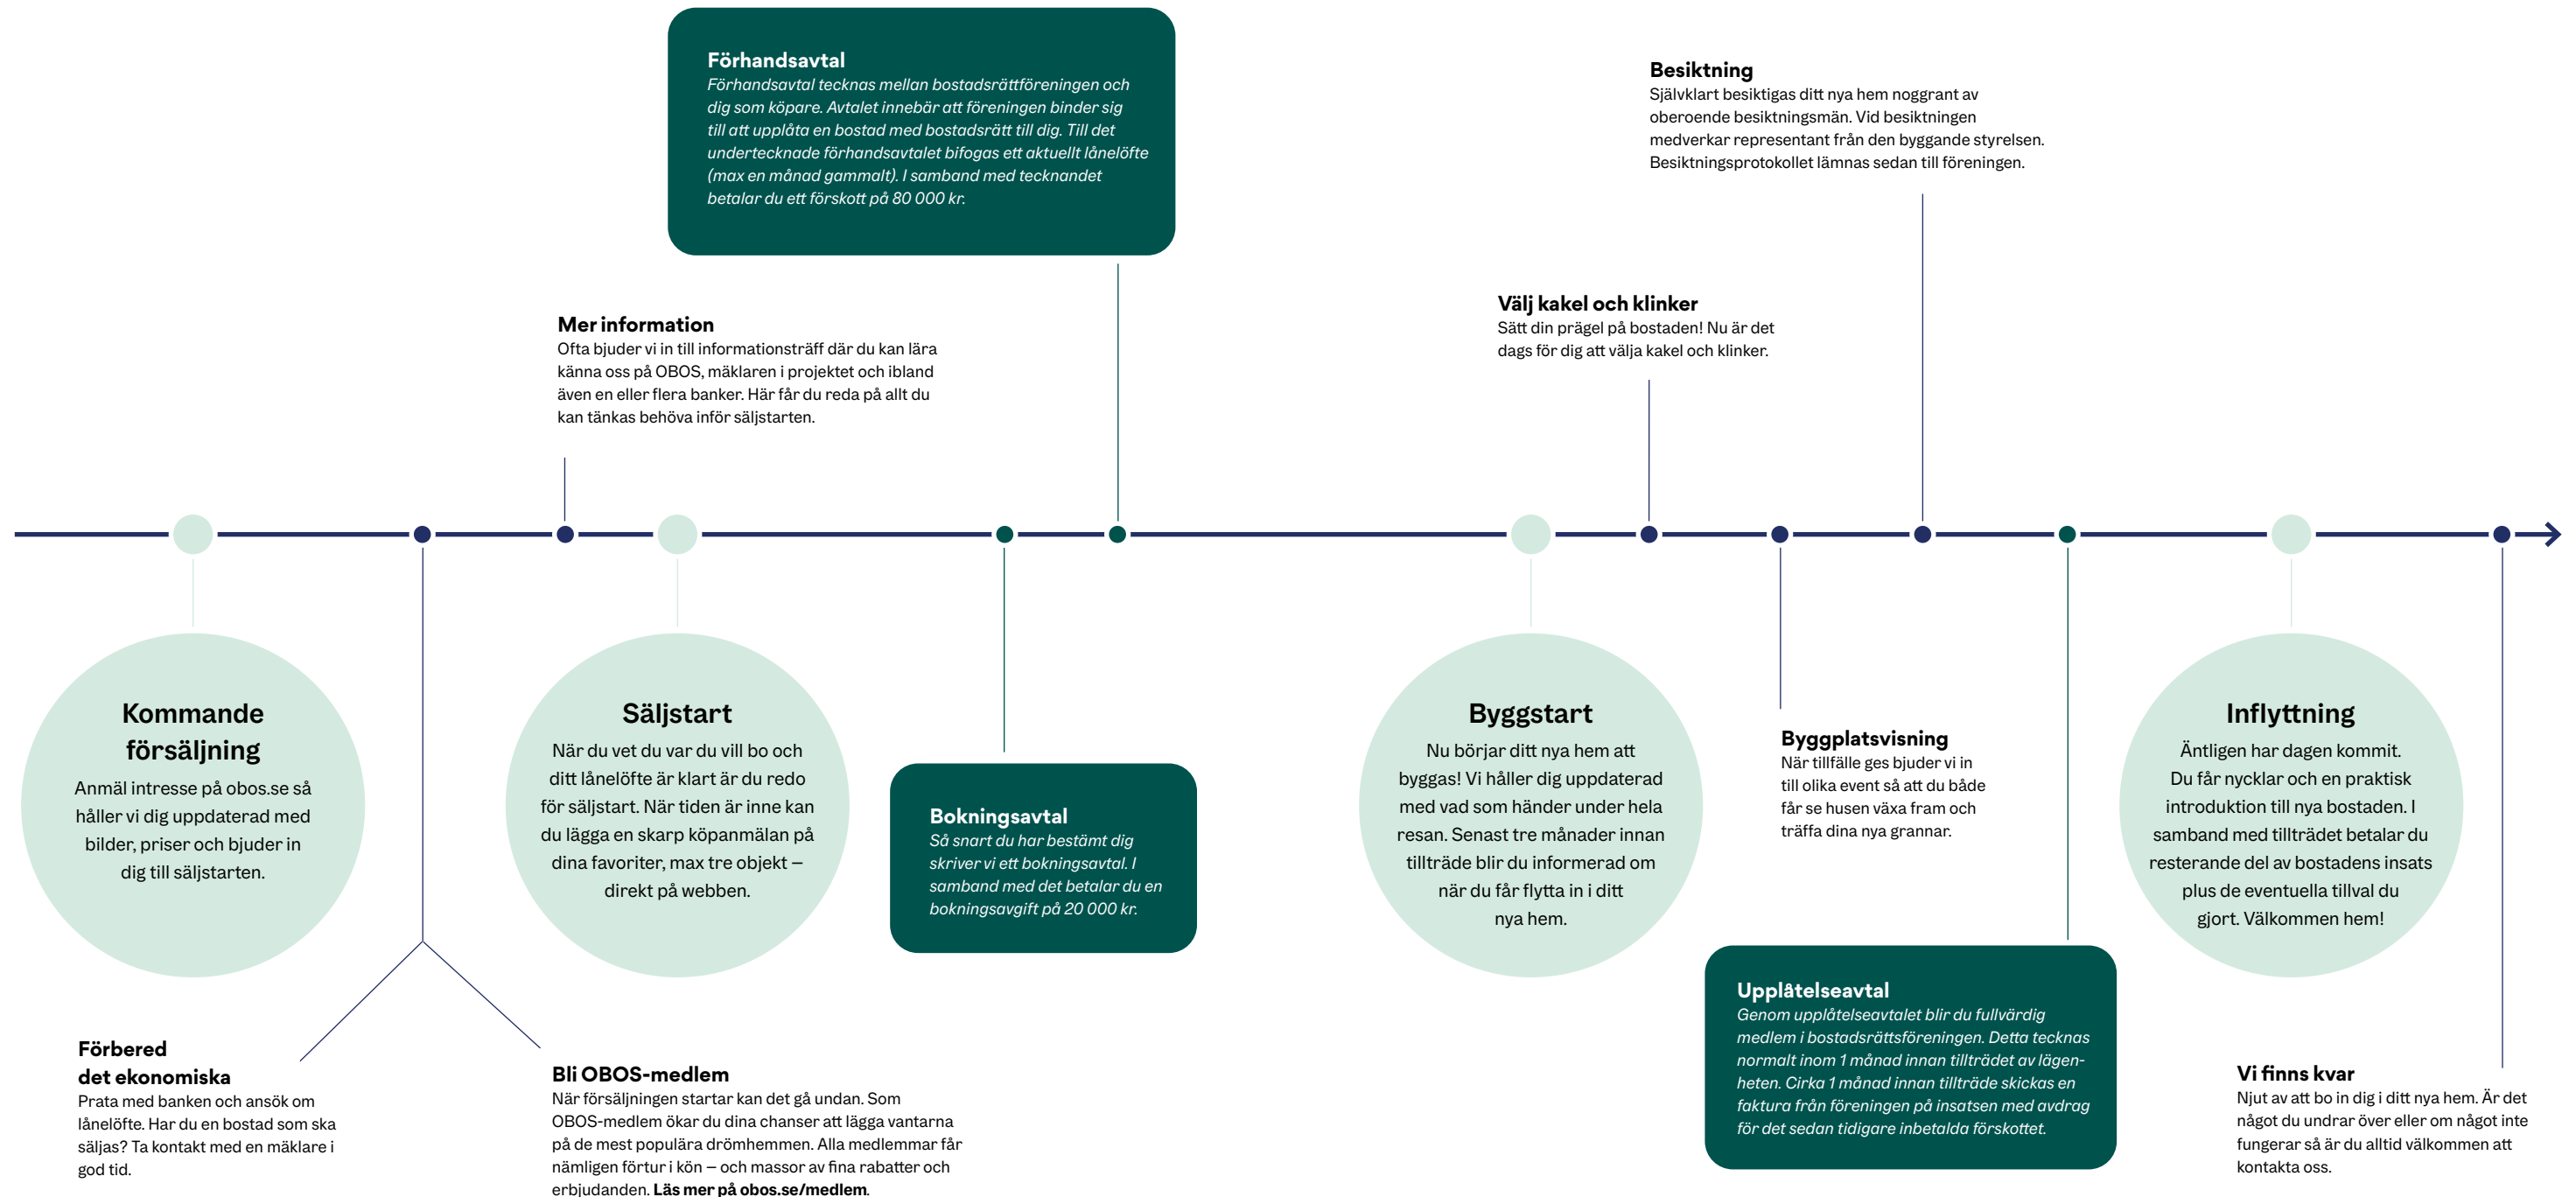 Förhandsavtal
Förhandsavtal tecknas mellan bostadsrättföreningen och
dig som köpare. Avtalet innebär att föreningen binder sig
till att upplåta en bostad med bostadsrätt till dig. Till det
undertecknade förhandsavtalet bifogas ett aktuellt lånelöfte
(max en månad gammalt). I samband med tecknandet
betalar du ett förskott på 80 000 kr.
Besiktning
Självklart besiktigas ditt nya hem noggrant av
oberoende besiktningsmän. Vid besiktningen
medverkar representant från den byggande styrelsen.
Besiktningsprotokollet lämnas sedan till föreningen.
Mer information
Ofta bjuder vi in till informationsträff där du kan lära
känna oss på OBOS, mäklaren i projektet och ibland
även en eller flera banker. Här får du reda på allt du
kan tänkas behöva inför säljstarten.
Välj kakel och klinker
Sätt din prägel på bostaden! Nu är det
dags för dig att välja kakel och klinker.
Kommande
försäljning
Anmäl intresse på obos.se så
håller vi dig uppdaterad med
bilder, priser och bjuder in
dig till säljstarten.
Säljstart
När du vet du var du vill bo och
ditt lånelöfte är klart är du redo
för säljstart. När tiden är inne kan
du lägga en skarp köpanmälan på
dina favoriter, max tre objekt –
direkt på webben.
Bokningsavtal
Så snart du har bestämt dig
skriver vi ett bokningsavtal. I
samband med det betalar du en
bokningsavgift på 20 000 kr.
Byggstart
Nu börjar ditt nya hem att
byggas! Vi håller dig uppdaterad
med vad som händer under hela
resan. Senast tre månader innan
tillträde blir du informerad om
när du får flytta in i ditt
nya hem.
Byggplatsvisning
När tillfälle ges bjuder vi in
till olika event så att du både
får se husen växa fram och
träffa dina nya grannar.
Inflyttning
Äntligen har dagen kommit.
Du får nycklar och en praktisk
introduktion till nya bostaden. I
samband med tillträdet betalar du
resterande del av bostadens insats
plus de eventuella tillval du
gjort. Välkommen hem!
Förbered
det ekonomiska
Prata med banken och ansök om
lånelöfte. Har du en bostad som ska
säljas? Ta kontakt med en mäklare i
god tid.
Bli OBOS-medlem
När försäljningen startar kan det gå undan. Som
OBOS-medlem ökar du dina chanser att lägga vantarna
på de mest populära drömhemmen. Alla medlemmar får
nämligen förtur i kön – och massor av fina rabatter och
erbjudanden. Läs mer på obos.se/medlem.
Upplåtelseavtal
Genom upplåtelseavtalet blir du fullvärdig
medlem i bostadsrättsföreningen. Detta tecknas
normalt inom 1 månad innan tillträdet av lägen-
heten. Cirka 1 månad innan tillträde skickas en
faktura från föreningen på insatsen med avdrag
för det sedan tidigare inbetalda förskottet.
Vi finns kvar
Njut av att bo in dig i ditt nya hem. Är det
något du undrar över eller om något inte
fungerar så är du alltid välkommen att
kontakta oss.